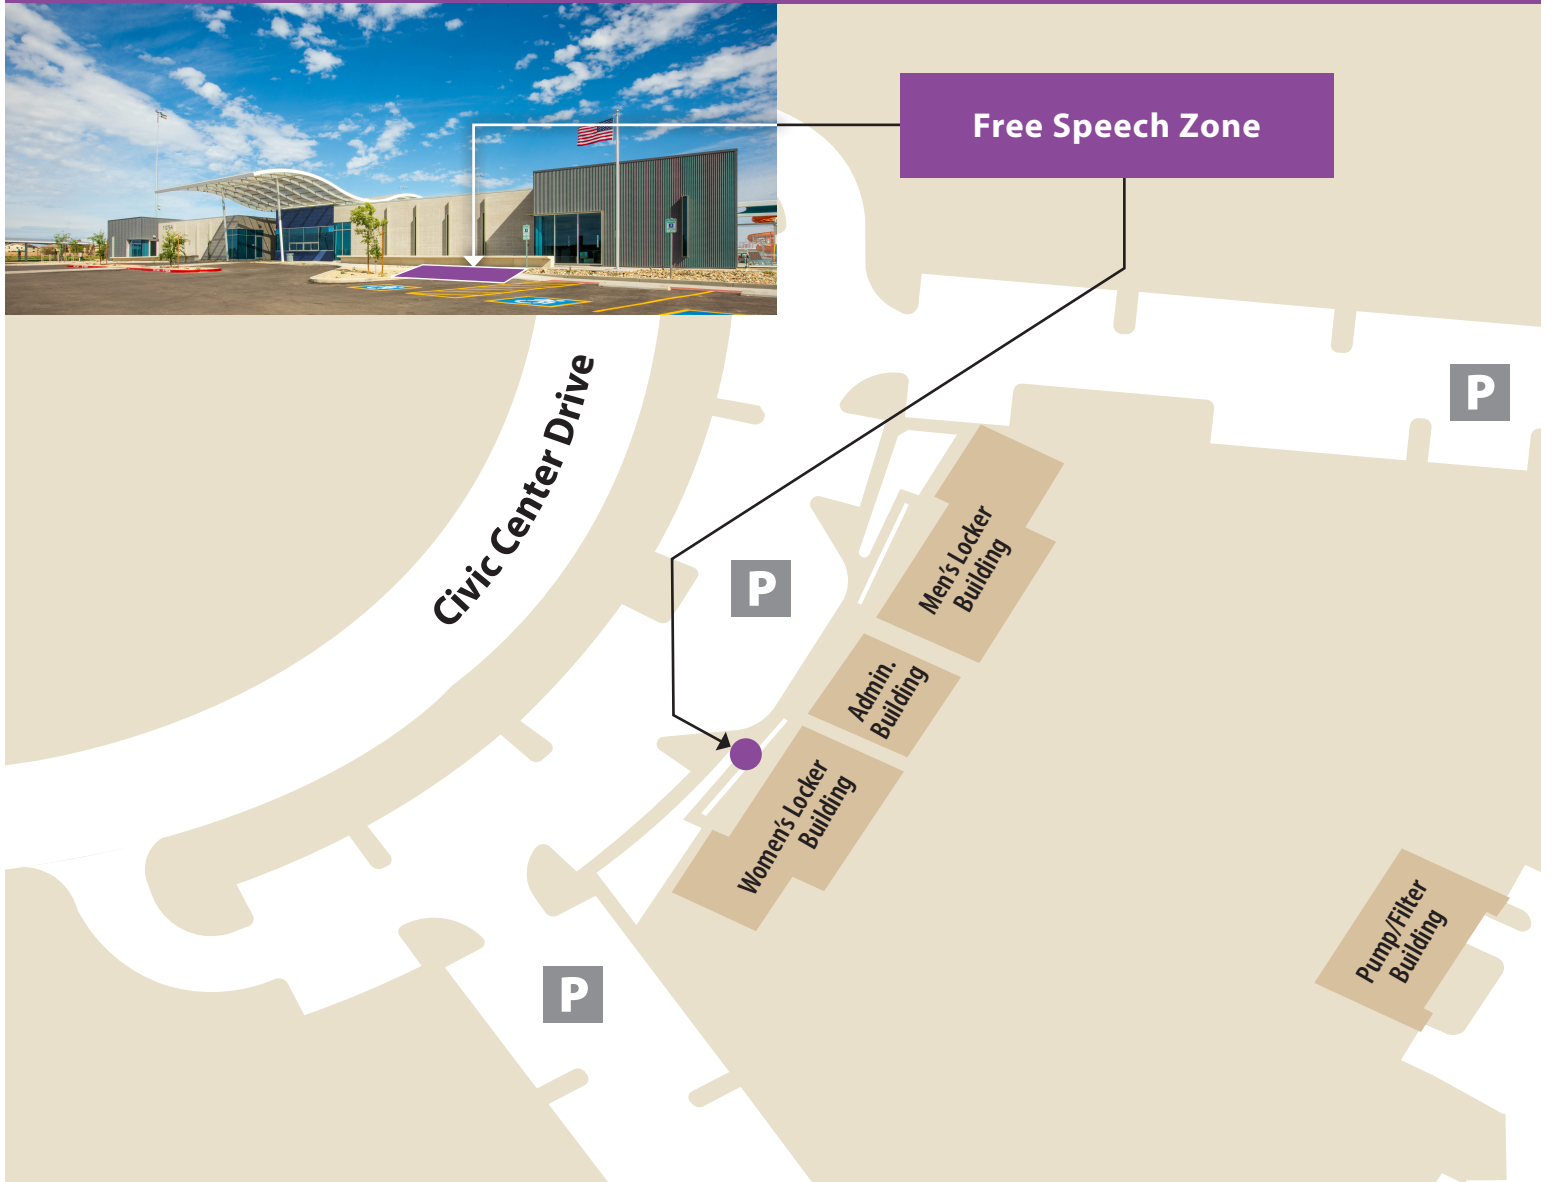 Free Speech Zone
P
Civic Center Drive
P
Men's Locker
Building
Admin.
Building
Women's Locker
Building
Pump/Filter
Building
P